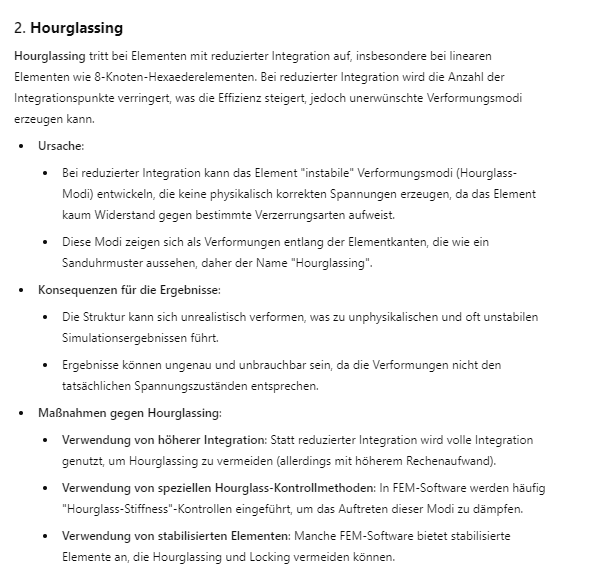 2. Hourglassing
Hourglassing tritt bei Elementen mit reduzierter Integration auf, insbesondere bei linearen
Elementen wie 8-Knoten-Hexaederelementen. Bei reduzierter Integration wird die Anzahl der
Integrationspunkte verringert, was die Effizienz steigert, jedoch unerwünschte Verformungsmodi
erzeugen kann.
• Ursache:
• Bei reduzierter Integration kann das Element "instabile" Verformungsmodi (Hourglass-
Modi) entwickeln, die keine physikalisch korrekten Spannungen erzeugen, da das Element
kaum Widerstand gegen bestimmte Verzerrungsarten aufweist.
• Diese Modi zeigen sich als Verformungen entlang der Elementkanten, die wie ein
Sanduhrmuster aussehen, daher der Name "Hourglassing".
• Konsequenzen für die Ergebnisse:
• Die Struktur kann sich unrealistisch verformen, was zu unphysikalischen und oft unstabilen
Simulationsergebnissen führt.
• Ergebnisse können ungenau und unbrauchbar sein, da die Verformungen nicht den
tatsächlichen Spannungszuständen entsprechen.
• Maßnahmen gegen Hourglassing:
• Verwendung von höherer Integration: Statt reduzierter Integration wird volle Integration
genutzt, um Hourglassing zu vermeiden (allerdings mit höherem Rechenaufwand).
• Verwendung von speziellen Hourglass-Kontrollmethoden: In FEM-Software werden häufig
"Hourglass-Stiffness"-Kontrollen eingeführt, um das Auftreten dieser Modi zu dämpfen.
• Verwendung von stabilisierten Elementen: Manche FEM-Software bietet stabilisierte
Elemente an, die Hourglassing und Locking vermeiden können.